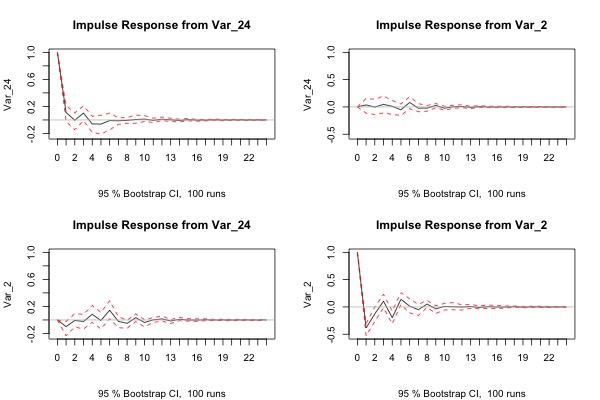 Impulse Response from Var_24
Var_24
1.0
0.6
0.2
-0.2
0 2 4 6 8 10 13 16 19 22
95 % Bootstrap CI, 100 runs
Impulse Response from Var_2
Var_24
1.0
0.5
0.0
-0.5
0 2 4 6 8 10 13 16 19 22
95 % Bootstrap CI, 100 runs
Impulse Response from Var_24
Var_2
1.0
0.6
0.2
-0.2
0 2 4 6 8 10 13 16 19 22
95 % Bootstrap CI, 100 runs
Impulse Response from Var_2
Var_2
1.0
0.5
0.0
-0.5
0 2 4 6 8 10 13 16 19 22
95 % Bootstrap CI, 100 runs